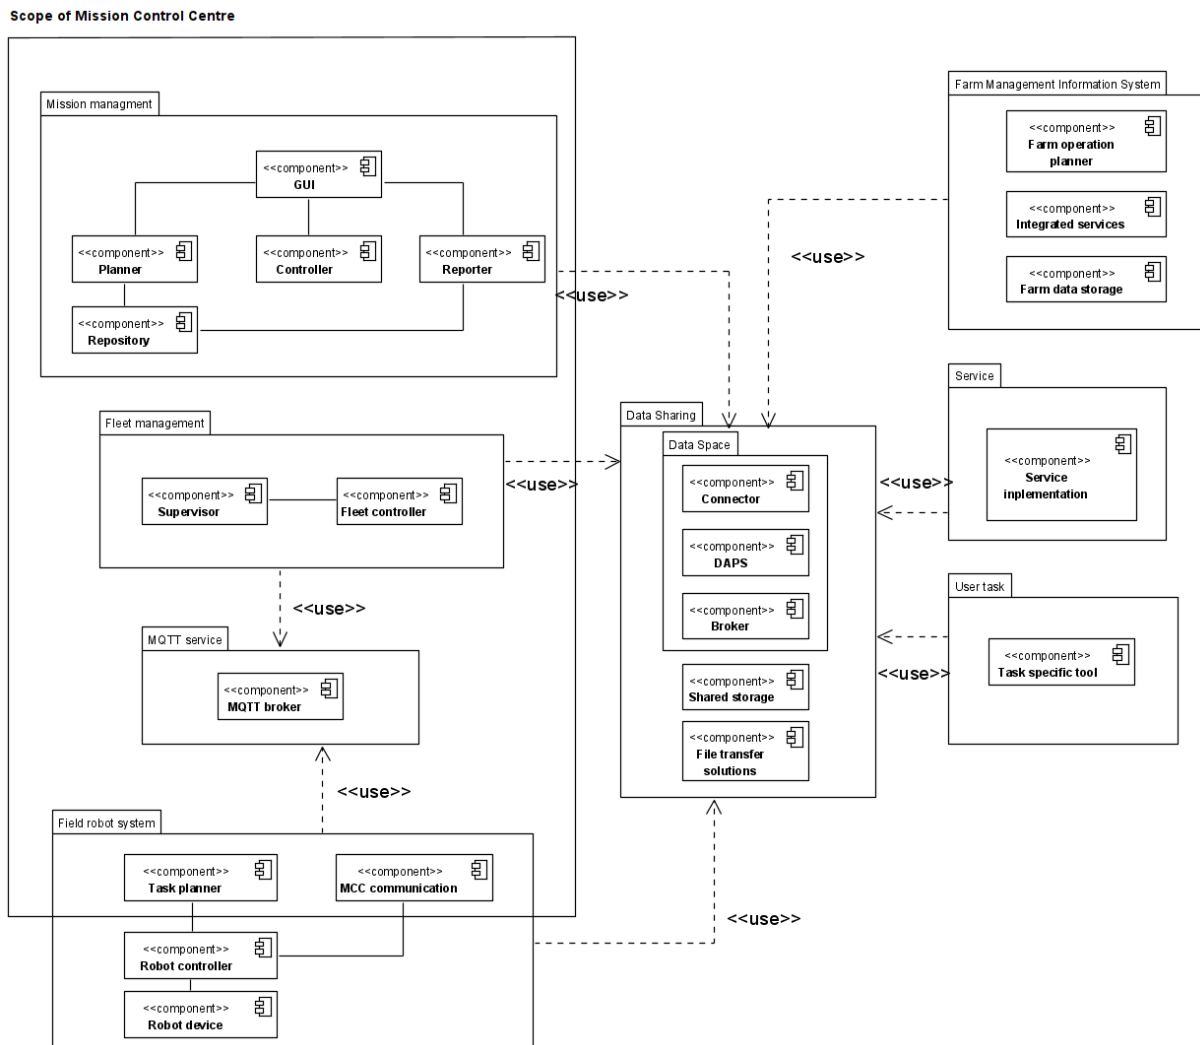 Scope of Mission Control Centre
Mission managment
<<component>>
GUI
<<component>>
Planner
<<component>>
Controller
<<component>>
Reporter
<<component>>
Repository
<<use>>
Farm Management Information System
<<component>>
Farm operation
planner
<<component>>
Integrated services
<<component>>
Farm data storage
<<use>>
Fleet management
<<component>>
Supervisor
<<component>>
Fleet controller
<<use>>
<<use>>
MQTT service
<<component>>
MQTT broker
<<use>>
Data Sharing
Data Space
<<component>>
Connector
<<component>>
DAPS
<<component>>
Broker
<<component>>
Shared storage
<<component>>
File transfer
solutions
Service
<<component>>
Service
inplementation
<<use>>
User task
<<component>>
Task specific tool
<<use>>
Field robot system
<<component>>
Task planner
<<component>>
MCC communication
<<component>>
Robot controller
<<component>>
Robot device
<<use>>